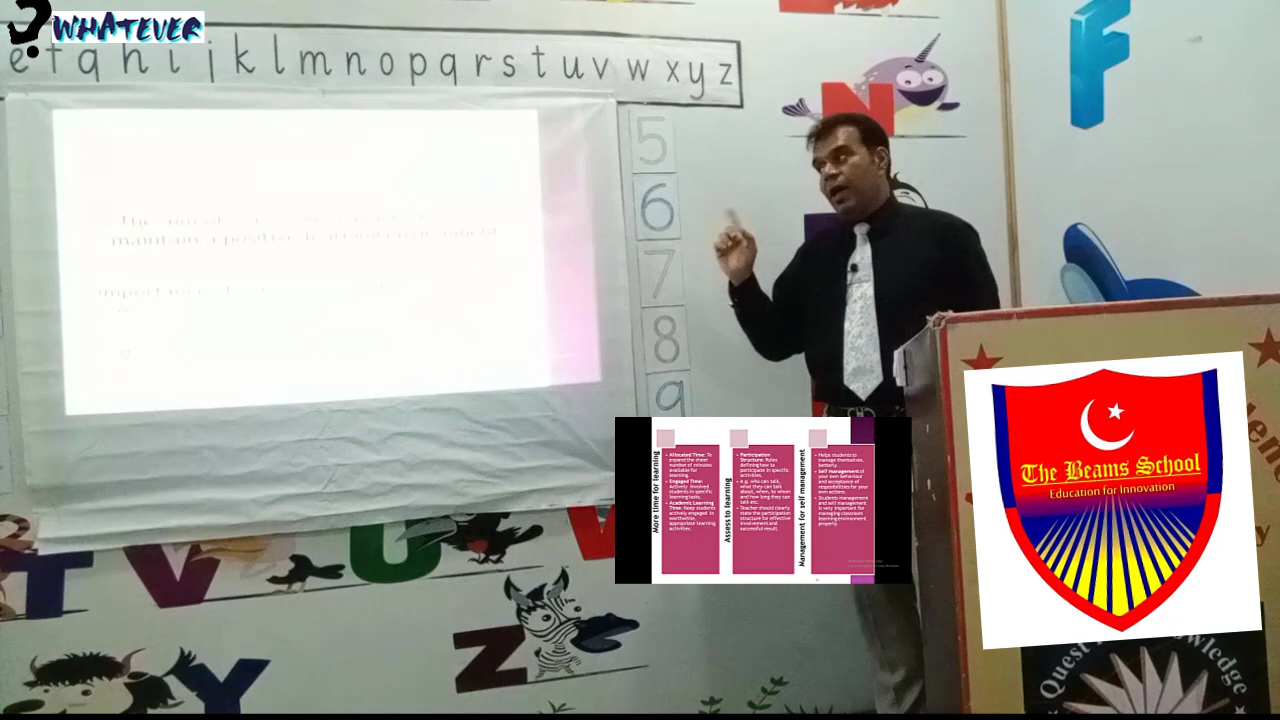 ? WHATEVER
e f g h i j k l m n o p q r s t u v w x y z
N
F
5
6
7
8
9
maintain a positive learning environment
importance
More time for learning
• Allocated Time: To
expand the sheer
number of minutes
available for
learning.
• Engaged Time:
Actively involved
students in specific
learning tasks.
• Academic Learning
Time: Keep students
actively engaged in
worthwhile,
appropriate learning
activities.
Assess to learning
• Participation
Structure: Rules
defining how to
participate in specific
activities.
• e.g. who can talk,
what they can talk
about, when, to whom
and how long they can
talk etc.
• Teacher should clearly
state the participation
structure for effective
involvement and
successful result.
Management for self management
• Helps students to
manage themselves,
betterly.
• Self management of
your own behaviour
and acceptance of
responsibilities for your
own actions.
• Students management
and self management
is very important for
managing classroom
learning environment
properly.
The Beams School
Education for Innovation
Quest Knowledge
T V U
Z
Y